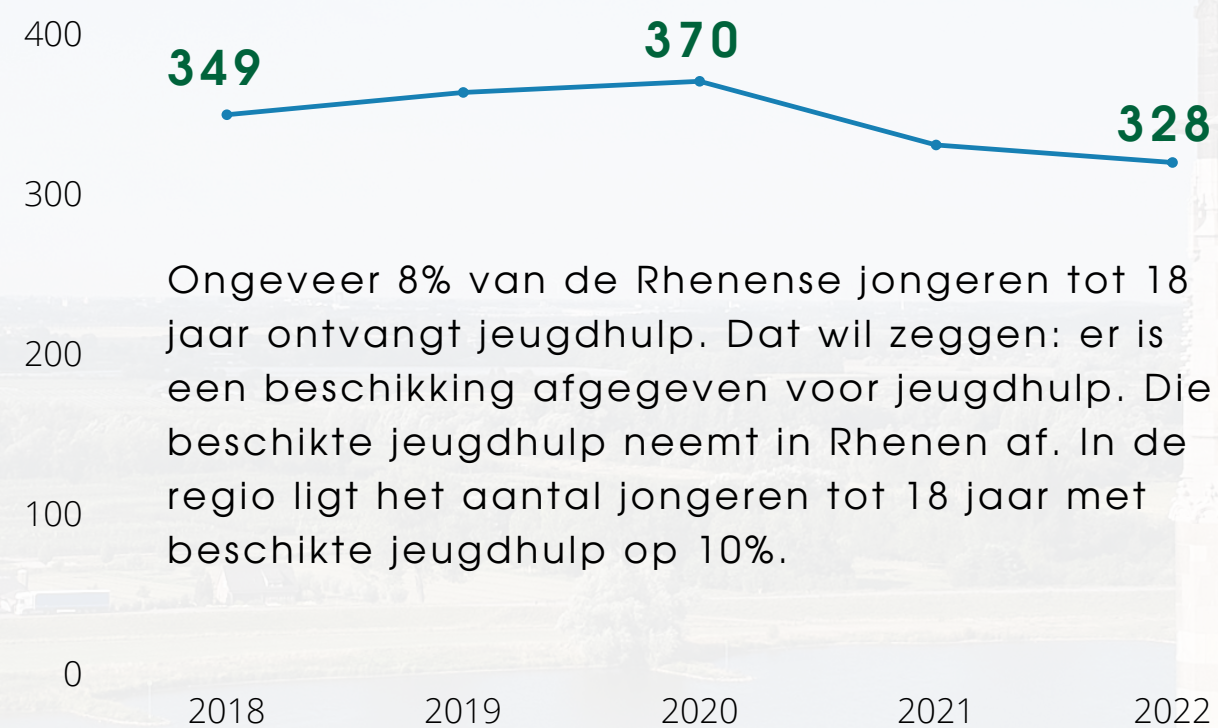 400
349
370
328
300
Ongeveer 8% van de Rhenense jongeren tot 18
jaar ontvangt jeugdhulp. Dat wil zeggen: er is
200
een beschikking afgegeven voor jeugdhulp. Die
beschikte jeugdhulp neemt in Rhenen af. In de
regio ligt het aantal jongeren tot 18 jaar met
100
beschikte jeugdhulp op 10%.
0
2018 2019 2020 2021 2022